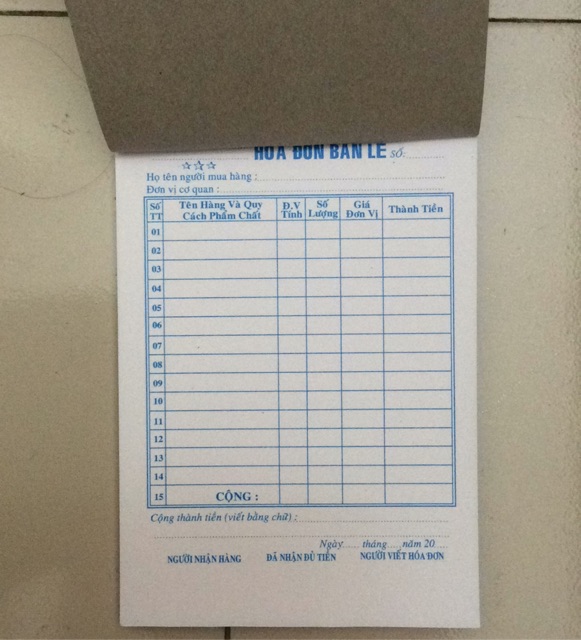 HÓA ĐƠN BÁN LẺ SỐ:
Họ tên người mua hàng :
Đơn vị cơ quan :
Số TT Tên Hàng Và Quy Cách Phẩm Chất Đ.V Tính Số Lượng Giá Đơn Vị Thành Tiền
01
02
03
04
05
06
07
08
09
10
11
12
13
14
15 CỘNG :
Cộng thành tiền (viết bằng chữ) :
Ngày tháng năm 20
NGƯỜI NHẬN HÀNG ĐÃ NHẬN ĐỦ TIỀN NGƯỜI VIẾT HÓA ĐƠN